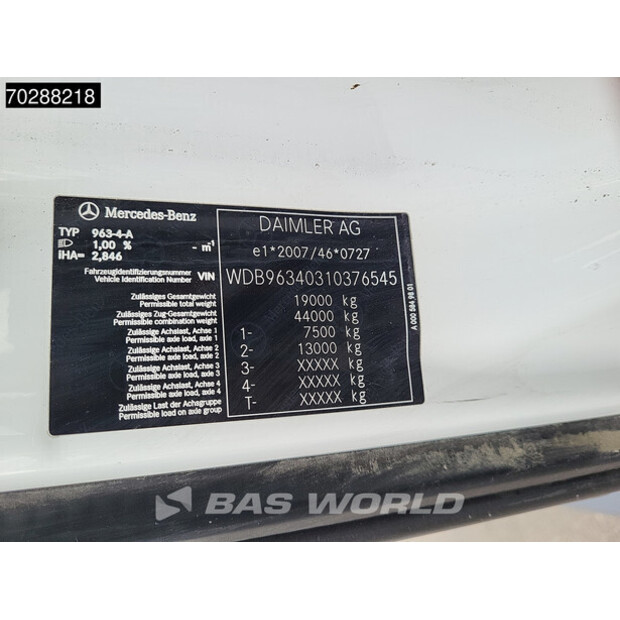 70288218
Mercedes-Benz
DAIMLER AG
TYP 963-4-A
1,00 % - m⁻¹
e1*2007/46*0727
IHA= 2,846
Fahrzeugidentifizierungsnummer
Vehicle Identification Number VIN WDB96340310376545
Zulässiges Gesamtgewicht
Permissible total weight 19000 kg
Zulässiges Zug-Gesamtgewicht
Permissible combination weight 44000 kg
Zulässige Achslast, Achse 1
Permissible axle load, axle 1 1- 7500 kg
Zulässige Achslast, Achse 2
Permissible axle load, axle 2 2- 13000 kg
Zulässige Achslast, Achse 3
Permissible axle load, axle 3 3- XXXXX kg
Zulässige Achslast, Achse 4
Permissible axle load, axle 4 4- XXXXX kg
Zulässige Last der Achsgruppe
Permissible load on axle group T- XXXXX kg
A 000 584 98 01
BAS WORLD